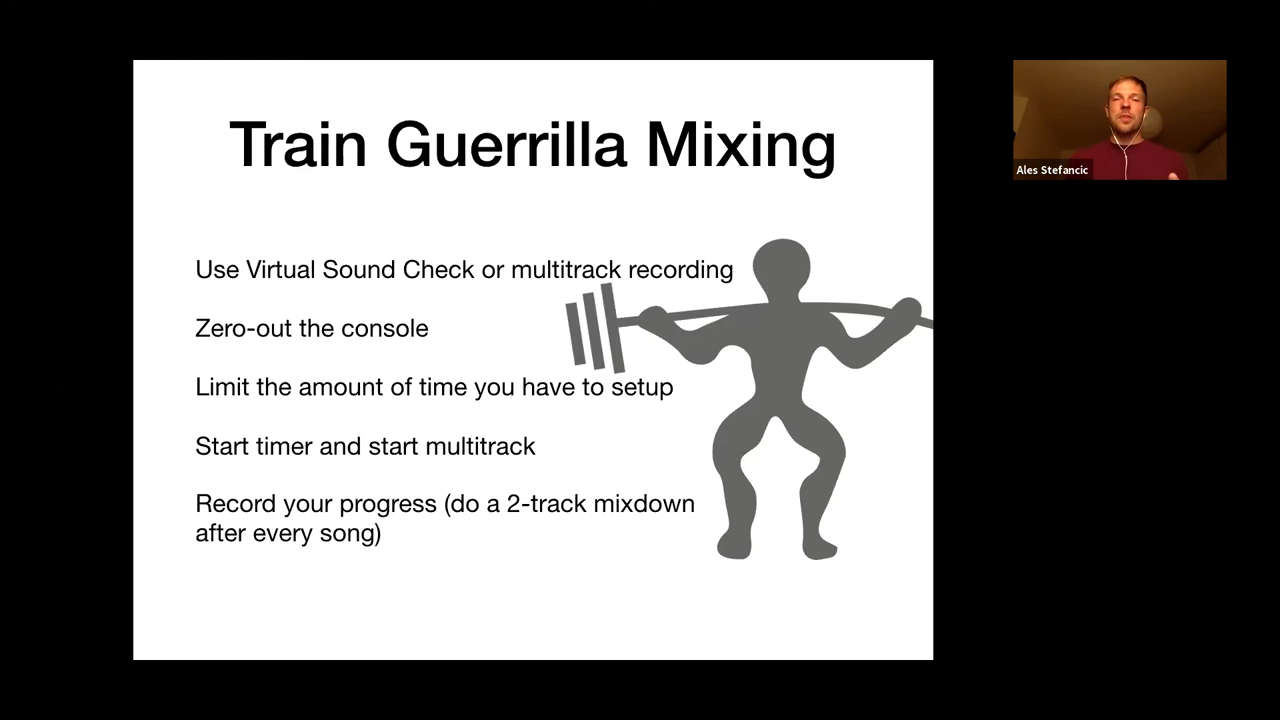 Train Guerrilla Mixing
Use Virtual Sound Check or multitrack recording
Zero-out the console
Limit the amount of time you have to setup
Start timer and start multitrack
Record your progress (do a 2-track mixdown
after every song)
Ales Stefancic